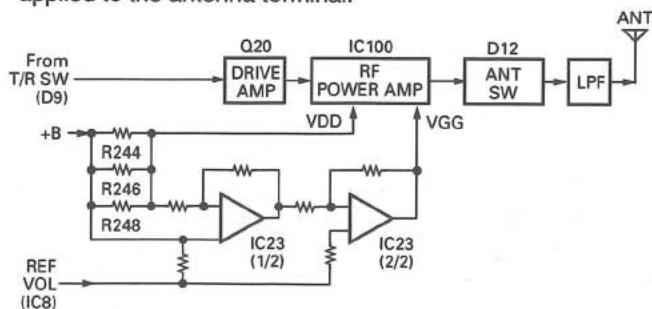 applied to the antenna terminal.
ANT
Q20
IC100
D12
From
T/R SW
(D9)
DRIVE
AMP
RF
POWER AMP
ANT
SW
LPF
+B
VDD
VGG
R244
R246
R248
IC23
(1/2)
IC23
(2/2)
REF
VOL
(IC8)